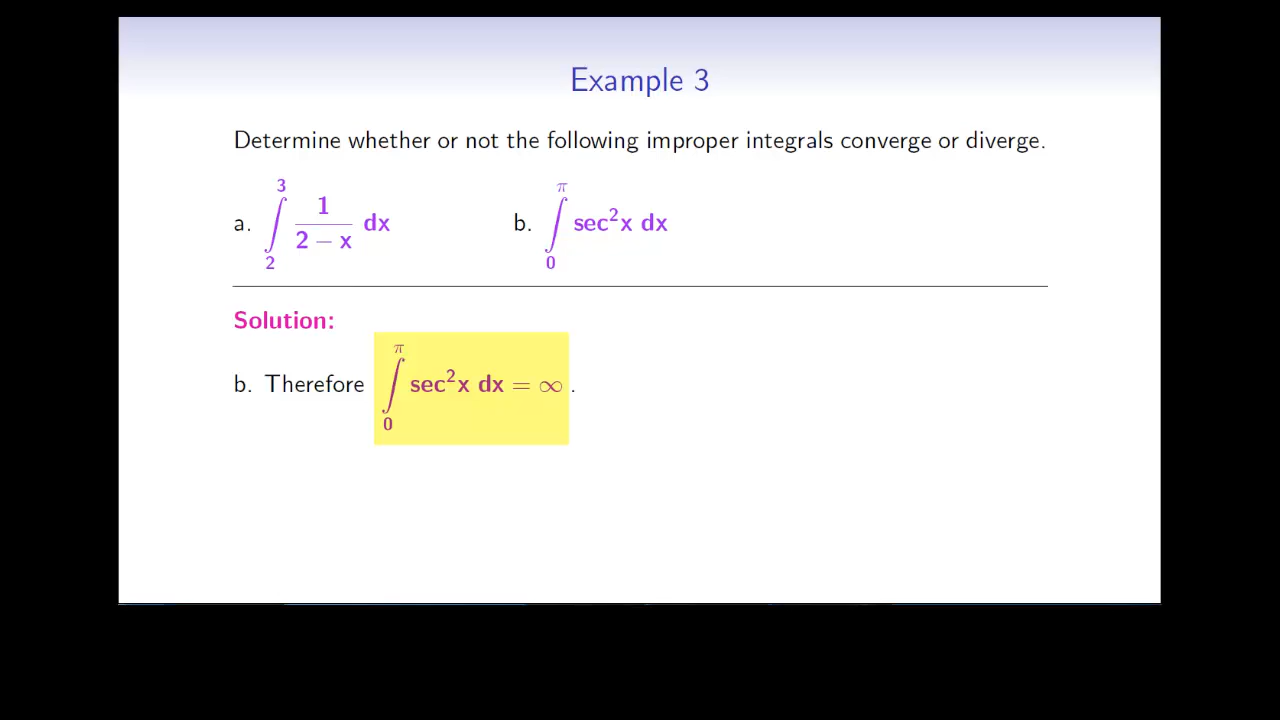 Example 3
Determine whether or not the following improper integrals converge or diverge.
a. ∫₂³ 1/(2 − x) dx b. ∫₀^π sec²x dx
Solution:
b. Therefore ∫₀^π sec²x dx = ∞ .